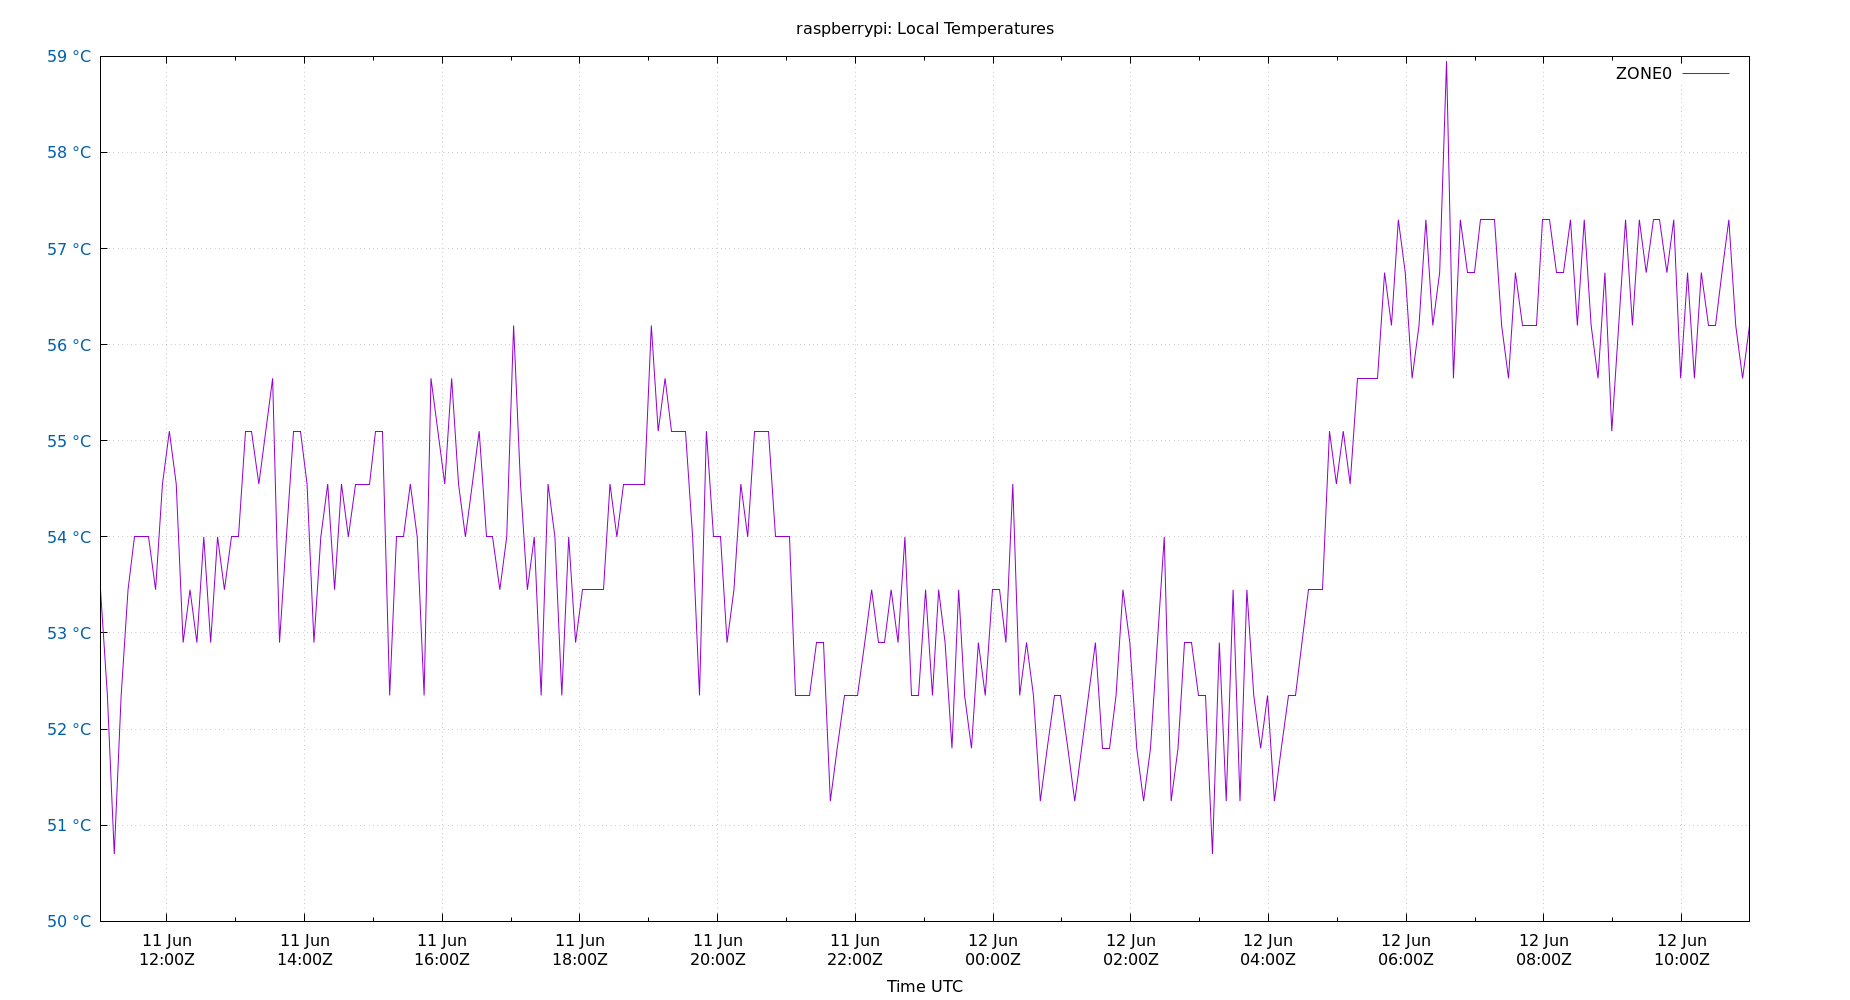 raspberrypi: Local Temperatures
59 °C
ZONE0
58 °C
57 °C
56 °C
55 °C
54 °C
53 °C
52 °C
51 °C
50 °C
11 Jun 11 Jun 11 Jun 11 Jun 11 Jun 11 Jun 12 Jun 12 Jun 12 Jun 12 Jun 12 Jun 12 Jun
12:00Z 14:00Z 16:00Z 18:00Z 20:00Z 22:00Z 00:00Z 02:00Z 04:00Z 06:00Z 08:00Z 10:00Z
Time UTC